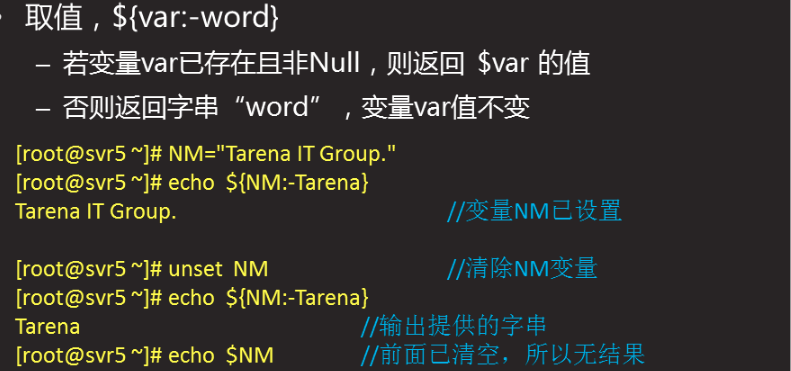 • 取值，${var:-word}
– 若变量var已存在且非Null，则返回 $var 的值
– 否则返回字串“word”，变量var值不变
[root@svr5 ~]# NM="Tarena IT Group."
[root@svr5 ~]# echo ${NM:-Tarena}
Tarena IT Group. //变量NM已设置
[root@svr5 ~]# unset NM //清除NM变量
[root@svr5 ~]# echo ${NM:-Tarena}
Tarena //输出提供的字串
[root@svr5 ~]# echo $NM //前面已清空，所以无结果